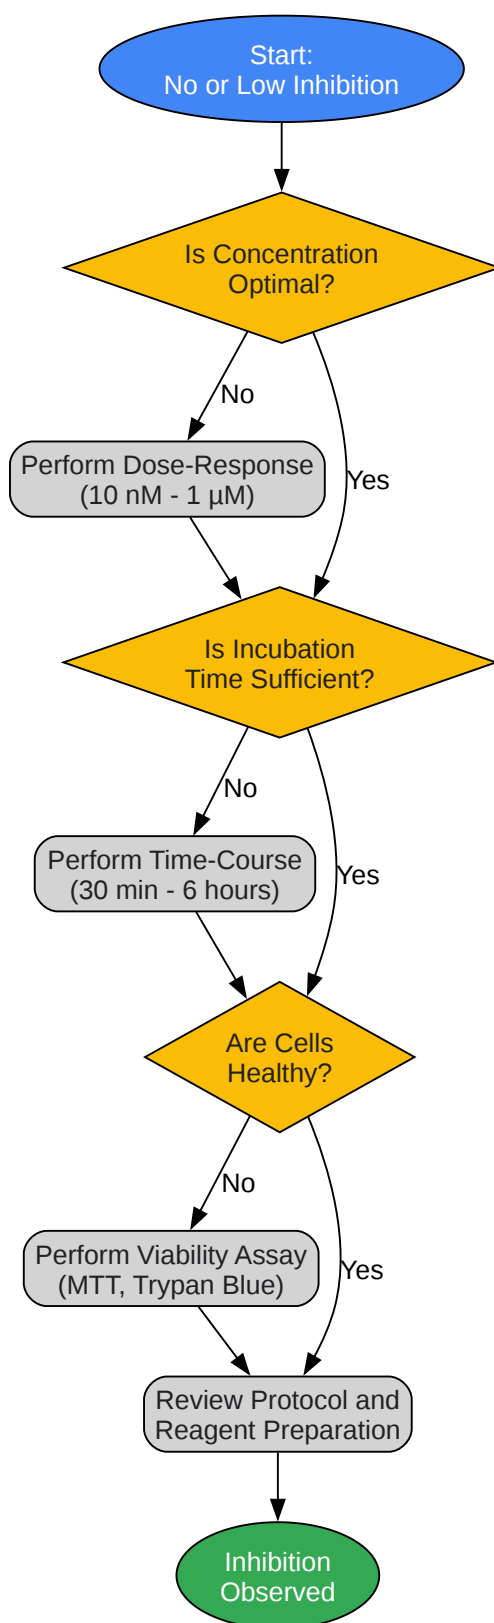 Start:
No or Low Inhibition
Is Concentration
Optimal?
No
Perform Dose-Response
(10 nM - 1 µM)
Yes
Is Incubation
Time Sufficient?
No
Perform Time-Course
(30 min - 6 hours)
Yes
Are Cells
Healthy?
No
Perform Viability Assay
(MTT, Trypan Blue)
Yes
Review Protocol and
Reagent Preparation
Inhibition
Observed